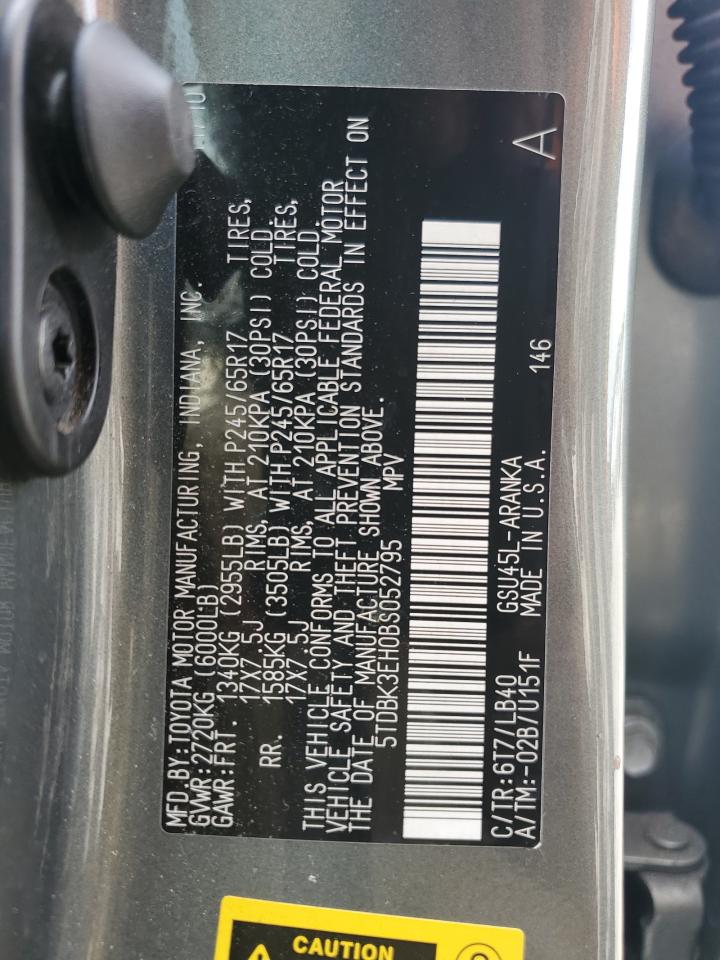 MFD.BY:TOYOTA MOTOR MANUFACTURING, INDIANA, INC.
GVWR:2720KG (6000LB)
GAWR:FRT. 1340KG (2955LB) WITH P245/65R17 TIRES,
17X7.5J RIMS, AT 210KPA (30PSI) COLD.
RR. 1585KG (3505LB) WITH P245/65R17 TIRES,
17X7.5J RIMS, AT 210KPA (30PSI) COLD.
THIS VEHICLE CONFORMS TO ALL APPLICABLE FEDERAL MOTOR
VEHICLE SAFETY AND THEFT PREVENTION STANDARDS IN EFFECT ON
THE DATE OF MANUFACTURE SHOWN ABOVE.
5TDBK3EH0BS052795 MPV
C/TR:6T7/LB40 GSU45L-ARANKA 146
A/TM:-02B/U151F MADE IN U.S.A. A
CAUTION